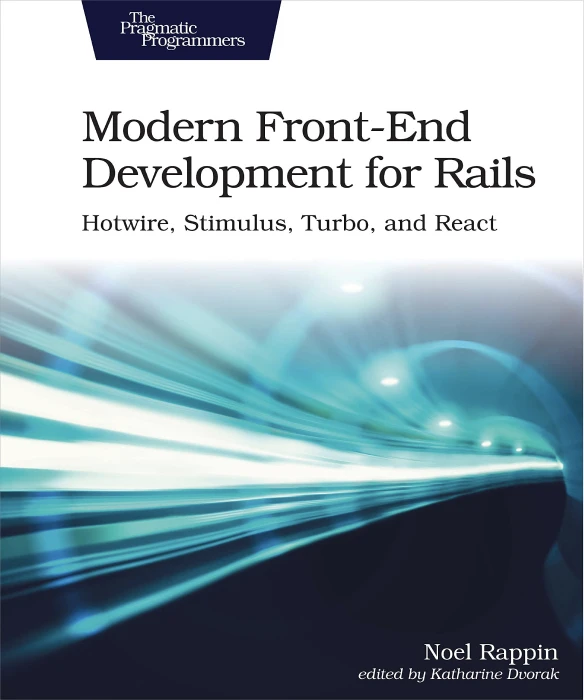 The
Pragmatic
Programmers
Modern Front-End
Development for Rails
Hotwire, Stimulus, Turbo, and React
Noel Rappin
edited by Katharine Dvorak